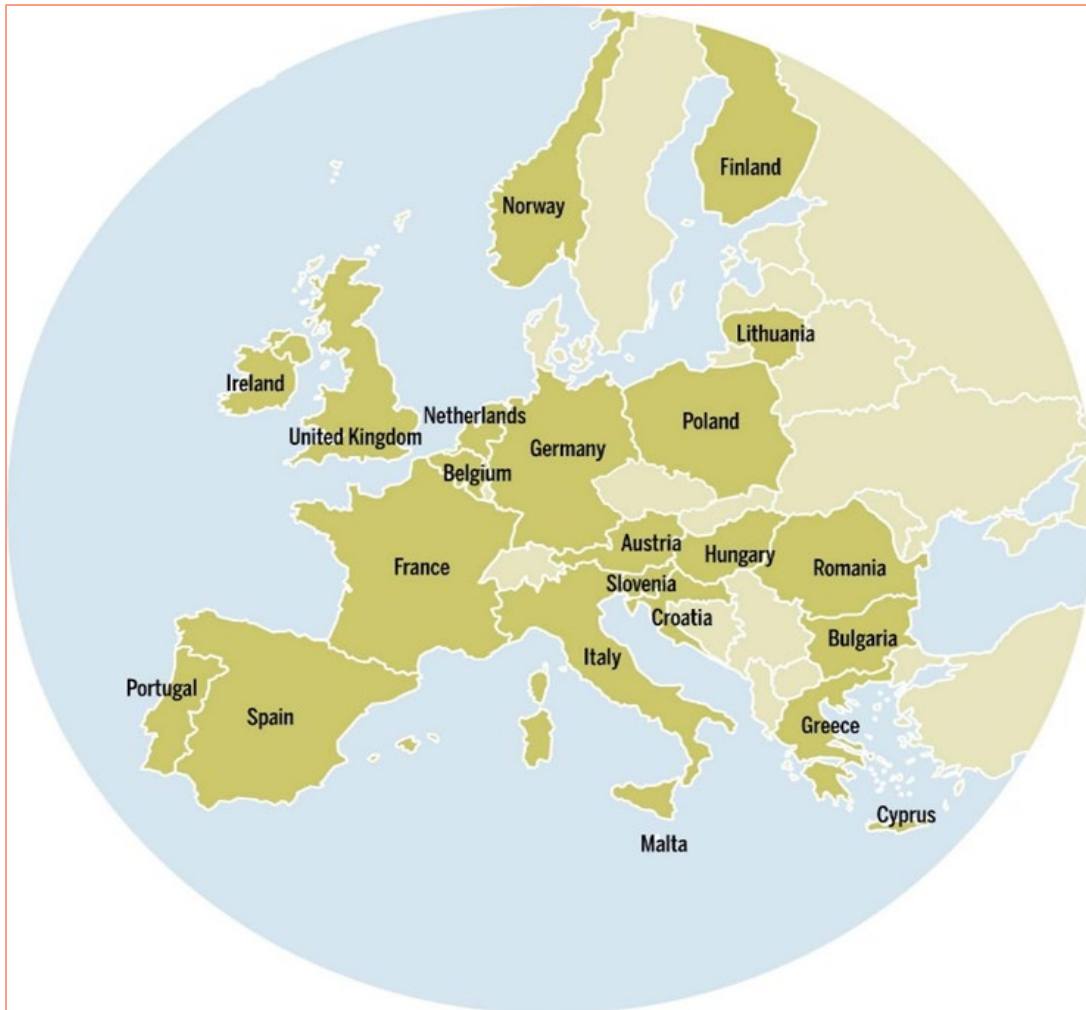 Finland
Norway
Lithuania
Ireland
Netherlands
United Kingdom
Poland
Germany
Belgium
Austria
Hungary
France
Romania
Slovenia
Croatia
Bulgaria
Italy
Portugal
Spain
Greece
Cyprus
Malta